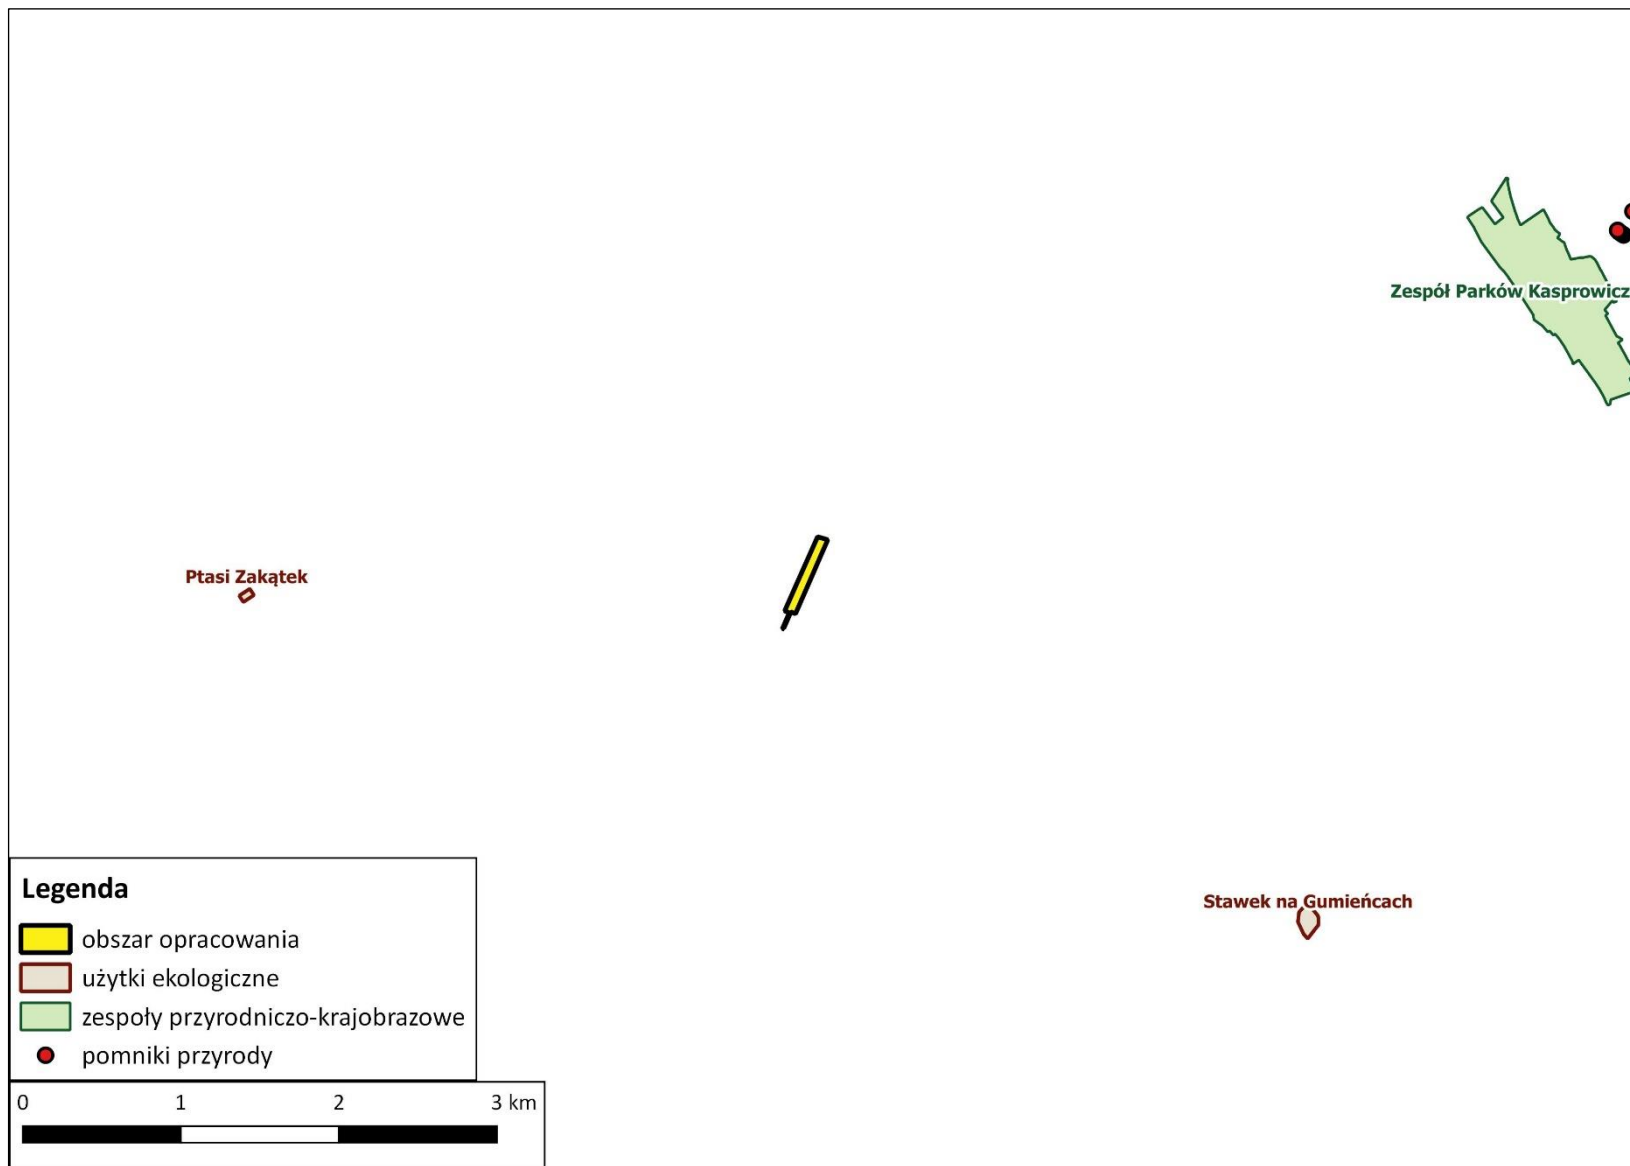 Zespół Parków Kasprowicz
Ptasi Zakątek
Stawek na Gumieńcach
Legenda
obszar opracowania
użytki ekologiczne
zespoły przyrodniczo-krajobrazowe
pomniki przyrody
0 1 2 3 km